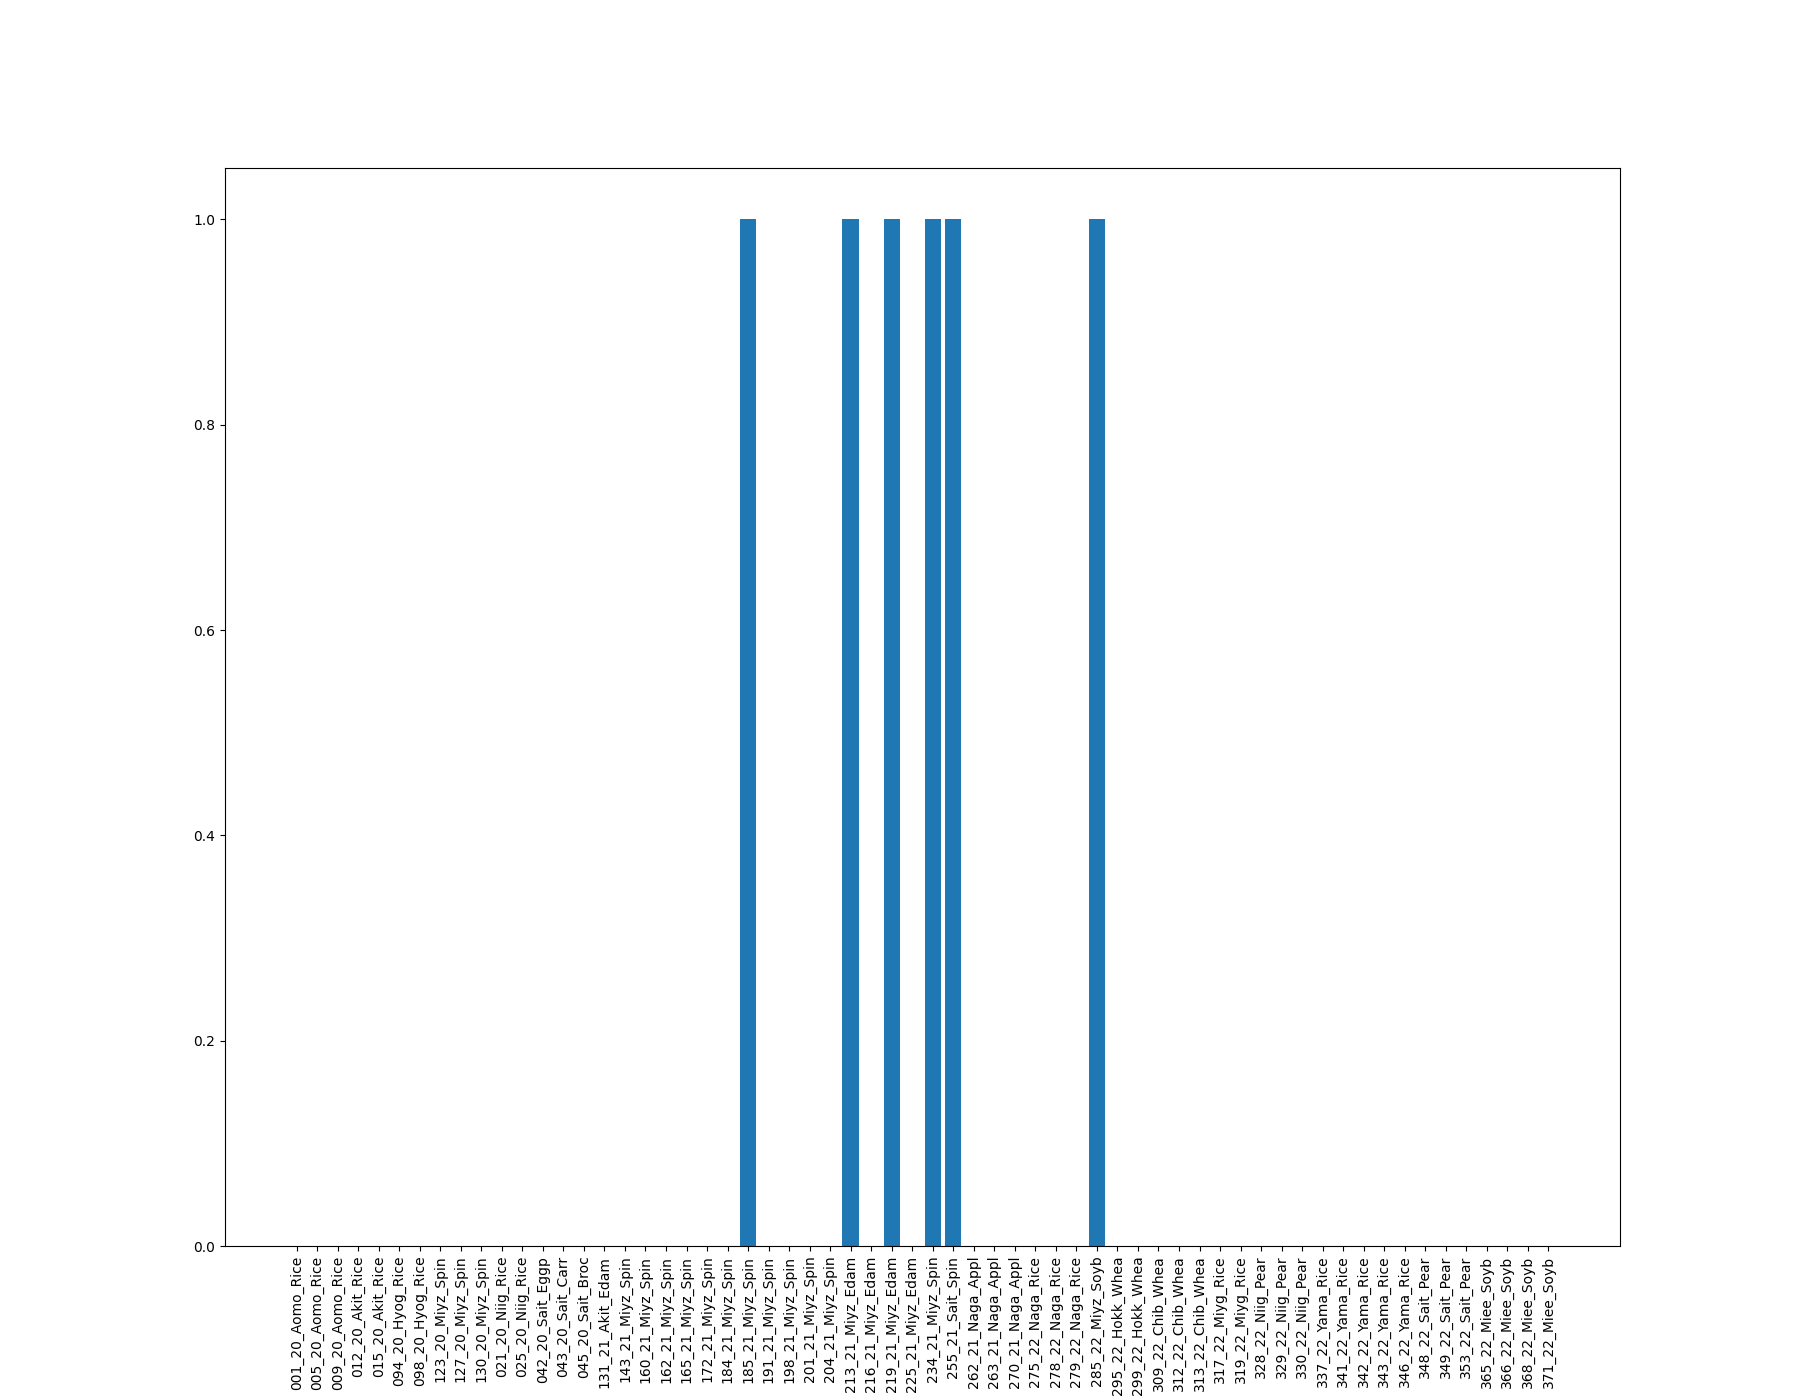 1.0
0.8
0.6
0.4
0.2
0.0
001_20_Aomo_Rice
005_20_Aomo_Rice
009_20_Aomo_Rice
012_20_Akit_Rice
015_20_Akit_Rice
094_20_Hyog_Rice
098_20_Hyog_Rice
123_20_Miyz_Spin
127_20_Miyz_Spin
130_20_Miyz_Spin
021_20_Niig_Rice
025_20_Niig_Rice
042_20_Sait_Eggp
043_20_Sait_Carr
045_20_Sait_Broc
131_21_Akit_Edam
143_21_Miyz_Spin
160_21_Miyz_Spin
162_21_Miyz_Spin
165_21_Miyz_Spin
172_21_Miyz_Spin
184_21_Miyz_Spin
185_21_Miyz_Spin
191_21_Miyz_Spin
198_21_Miyz_Spin
201_21_Miyz_Spin
204_21_Miyz_Spin
213_21_Miyz_Edam
216_21_Miyz_Edam
219_21_Miyz_Edam
225_21_Miyz_Edam
234_21_Miyz_Spin
255_21_Sait_Spin
262_21_Naga_Appl
263_21_Naga_Appl
270_21_Naga_Appl
275_22_Naga_Rice
278_22_Naga_Rice
279_22_Naga_Rice
285_22_Miyz_Soyb
295_22_Hokk_Whea
299_22_Hokk_Whea
309_22_Chib_Whea
312_22_Chib_Whea
313_22_Chib_Whea
317_22_Miyg_Rice
319_22_Miyg_Rice
328_22_Niig_Pear
329_22_Niig_Pear
330_22_Niig_Pear
337_22_Yama_Rice
341_22_Yama_Rice
342_22_Yama_Rice
343_22_Yama_Rice
346_22_Yama_Rice
348_22_Sait_Pear
349_22_Sait_Pear
353_22_Sait_Pear
365_22_Miee_Soyb
366_22_Miee_Soyb
368_22_Miee_Soyb
371_22_Miee_Soyb